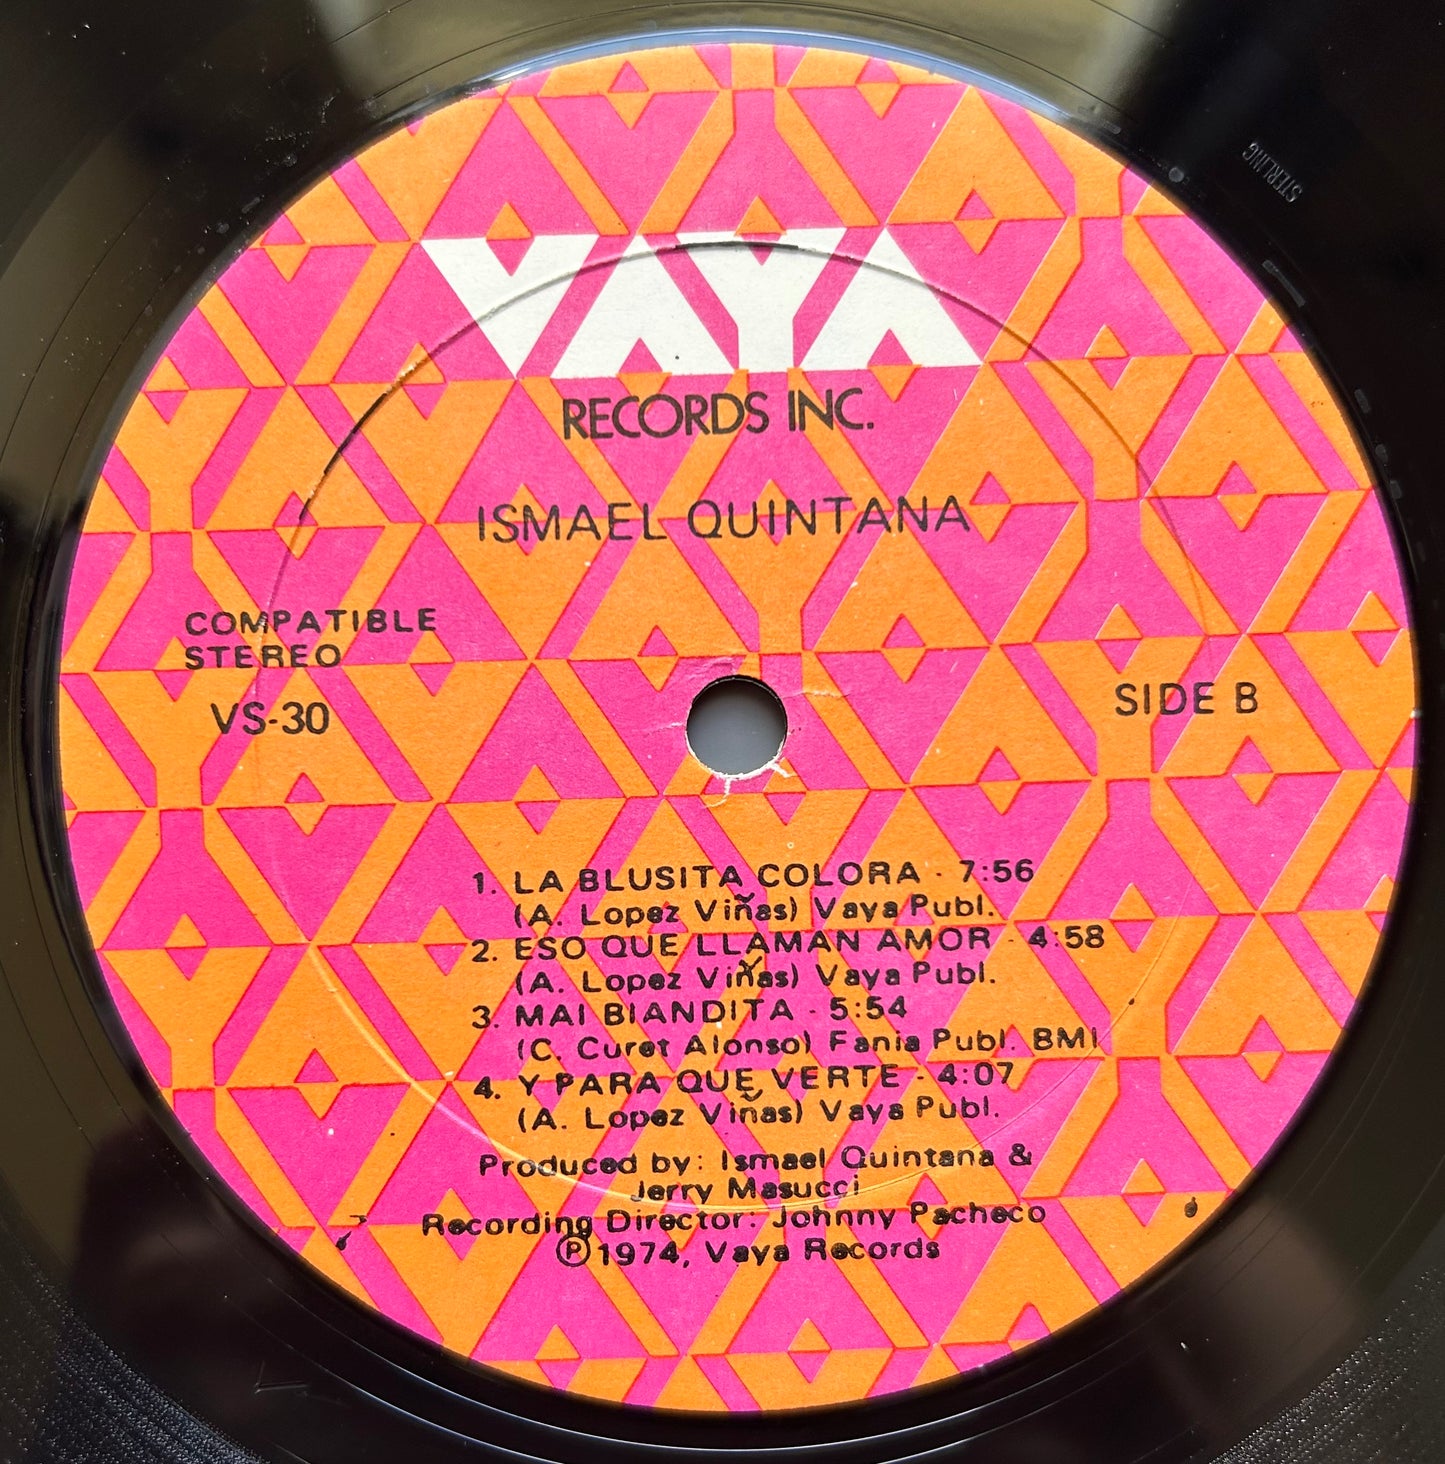 STERLING
VAYA
RECORDS INC.
ISMAEL QUINTANA
COMPATIBLE
STEREO
VS-30
SIDE B
1. LA BLUSITA COLORA - 7:56
(A. Lopez Viñas) Vaya Publ.
2. ESO QUE LLAMAN AMOR - 4:58
(A. Lopez Viñas) Vaya Publ.
3. MAI BIANDITA - 5:54
(C. Curet Alonso) Fania Publ. BMI
4. Y PARA QUE VERTE - 4:07
(A. Lopez Viñas) Vaya Publ.
Produced by: Ismael Quintana &
Jerry Masucci
Recording Director: Johnny Pacheco
Ⓟ1974, Vaya Records